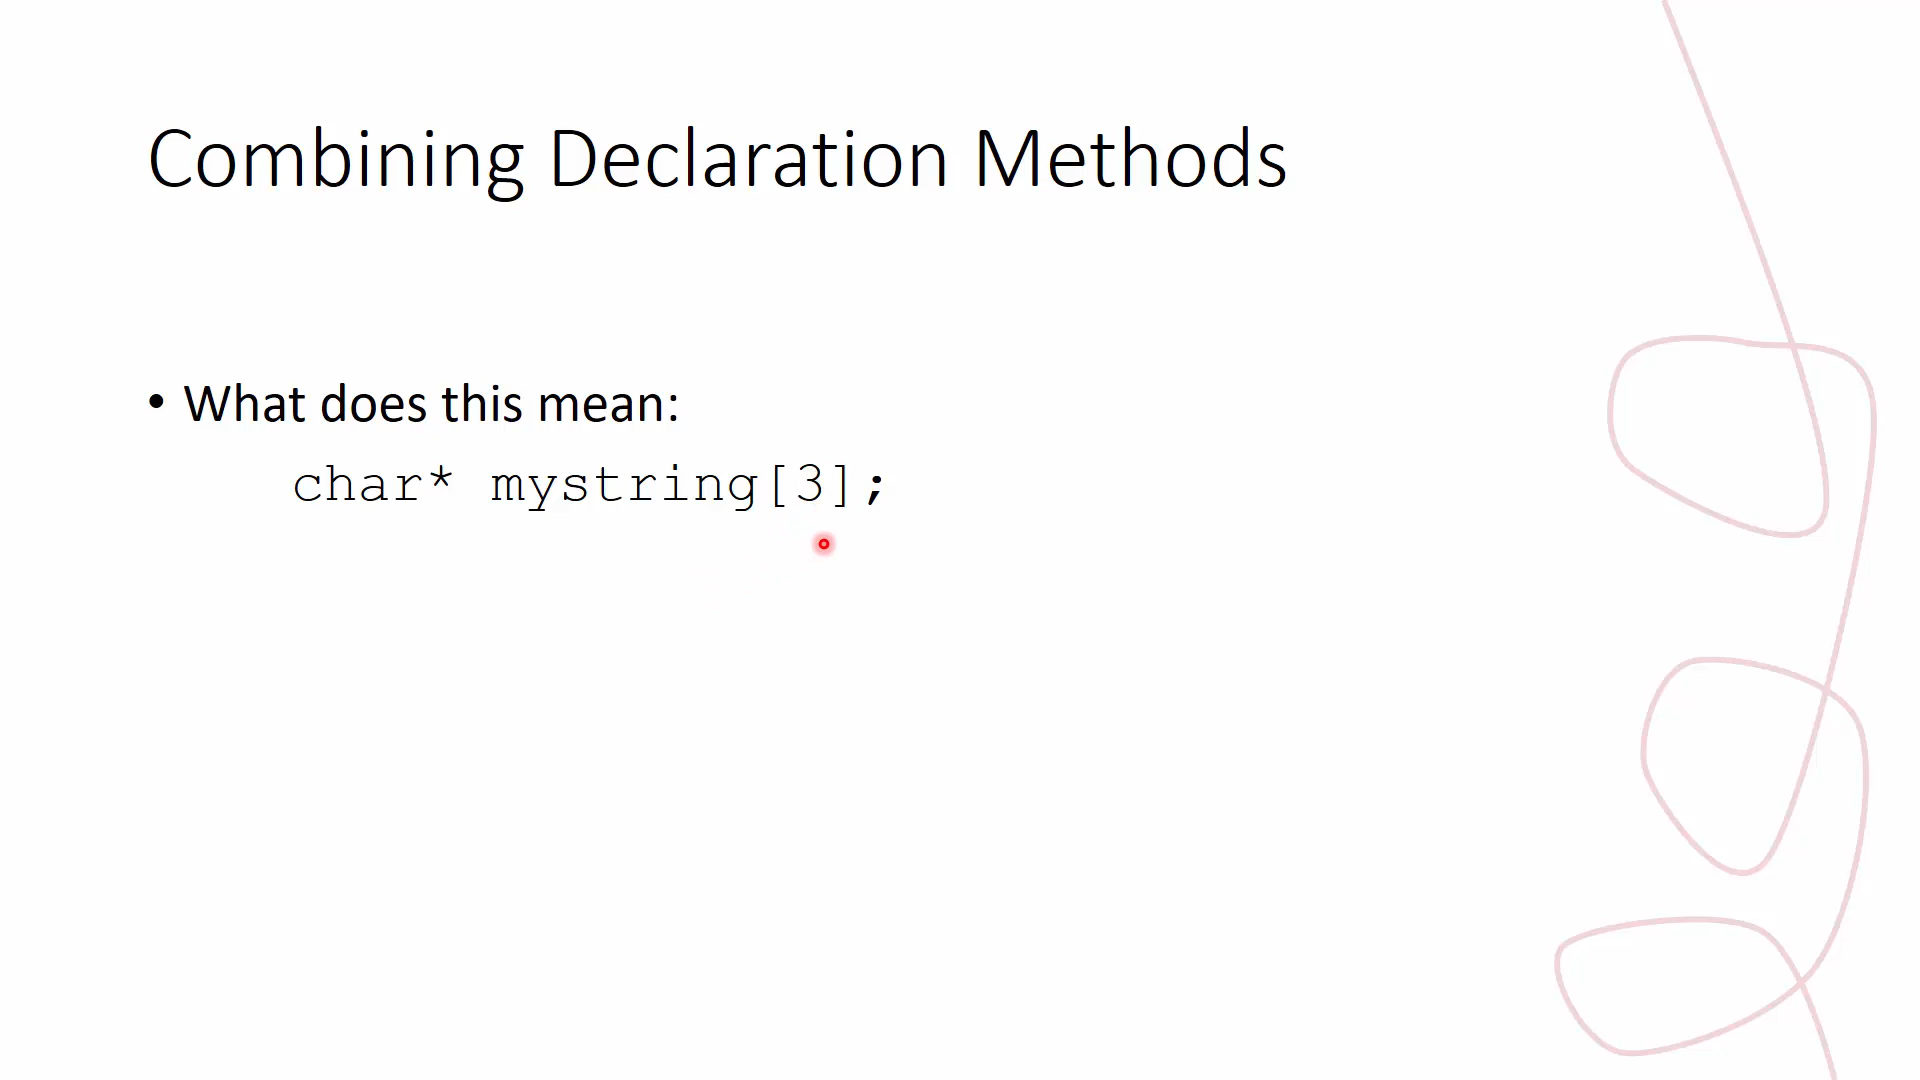 Combining Declaration Methods
• What does this mean:
char* mystring[3];